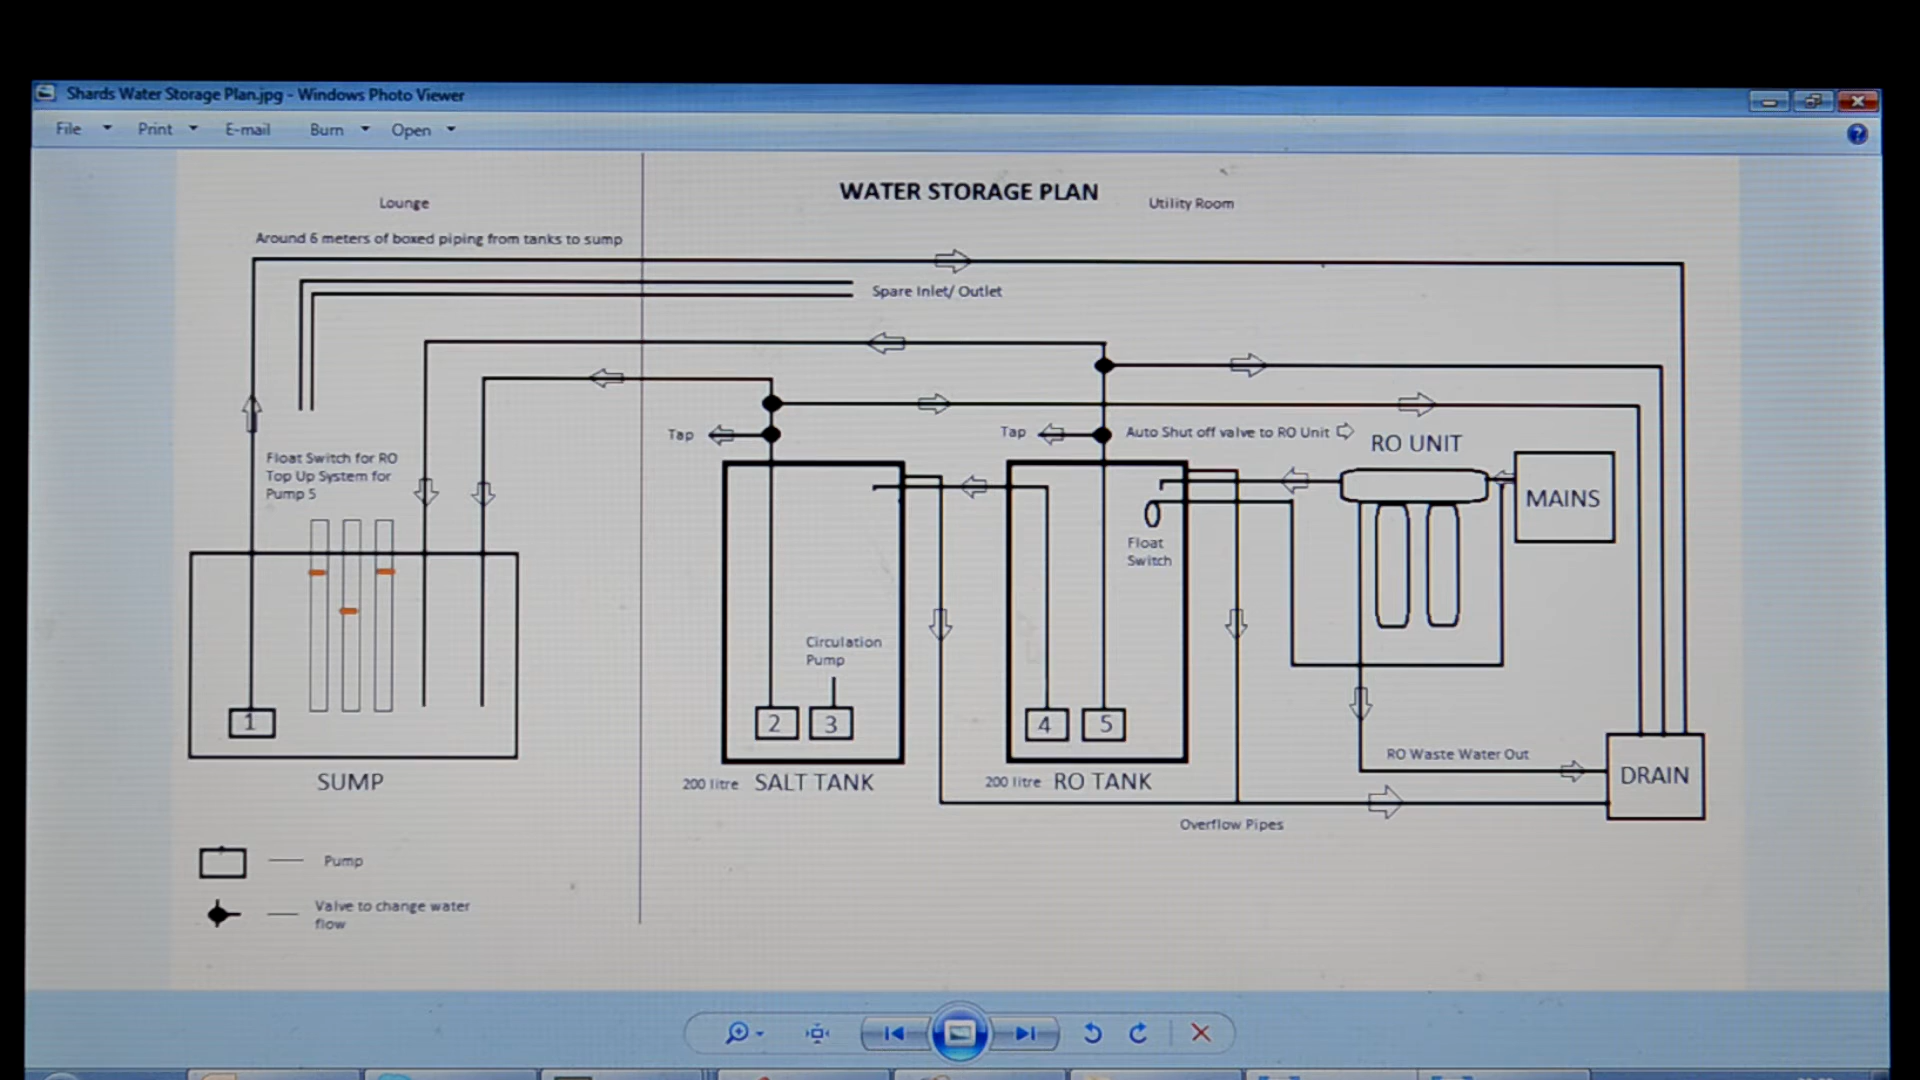 Shards Water Storage Plan.jpg - Windows Photo Viewer
File Print E-mail Burn Open
WATER STORAGE PLAN
Lounge
Utility Room
Around 6 meters of boxed piping from tanks to sump
Spare Inlet/ Outlet
Tap
Tap
Auto Shut off valve to RO Unit
RO UNIT
Float Switch for RO
Top Up System for
Pump 5
MAINS
Float
Switch
Circulation
Pump
1
2
3
4
5
RO Waste Water Out
DRAIN
SUMP
200 litre SALT TANK
200 litre RO TANK
Overflow Pipes
Pump
Valve to change water
flow